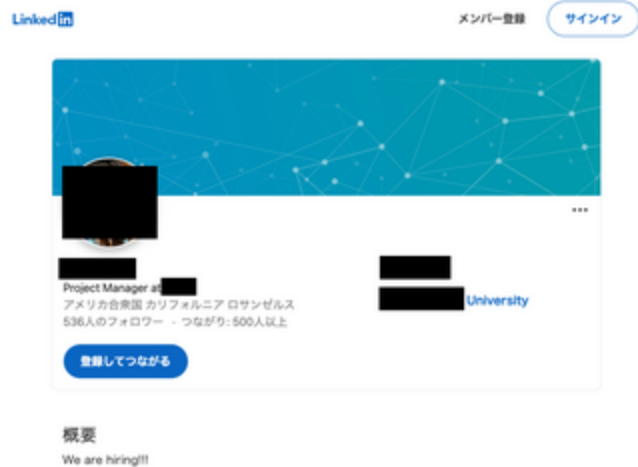 LinkedIn
メンバー登録
サインイン
Project Manager at
アメリカ合衆国 カリフォルニア ロサンゼルス
536人のフォロワー · つながり: 500人以上
University
登録してつながる
概要
We are hiring!!!